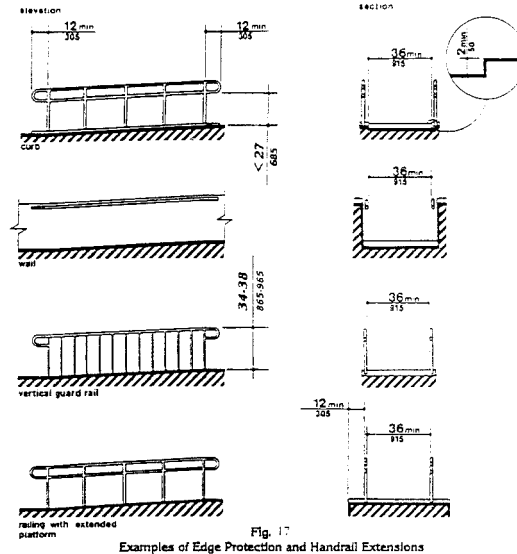 elevation
section
12 min
305
12 min
305
36 min
915
2 min
50
curb
< 27
685
36 min
915
wall
34-38
865-965
36 min
915
vertical guard rail
12 min
305
36 min
915
railing with extended
platform
Fig. 17
Examples of Edge Protection and Handrail Extensions